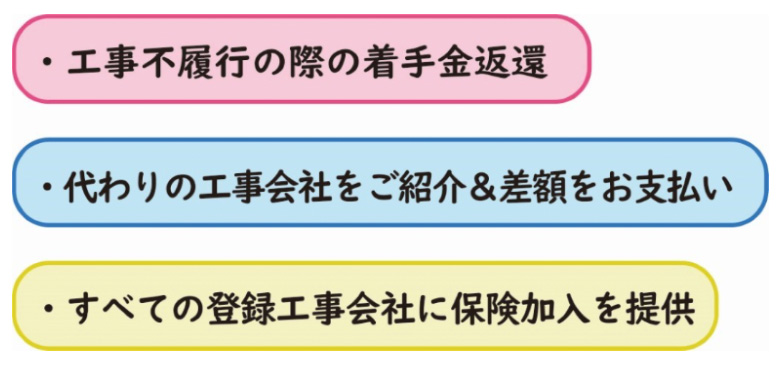 ・工事不履行の際の着手金返還
・代わりの工事会社をご紹介&差額をお支払い
・すべての登録工事会社に保険加入を提供